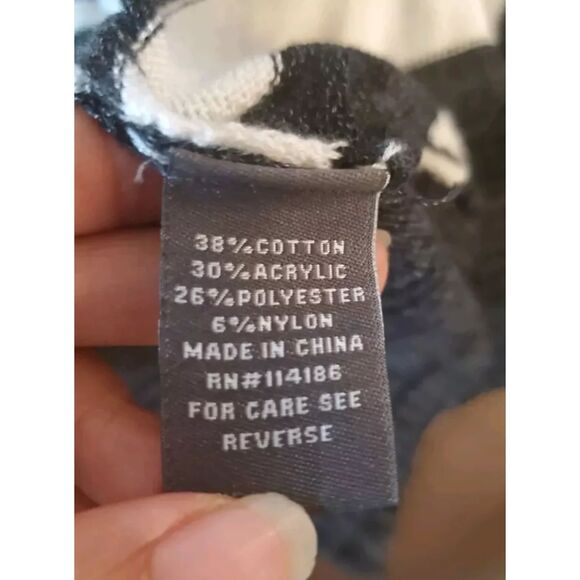 38%COTTON
30%ACRYLIC
26%POLYESTER
6%NYLON
MADE IN CHINA
RN#114186
FOR CARE SEE
REVERSE